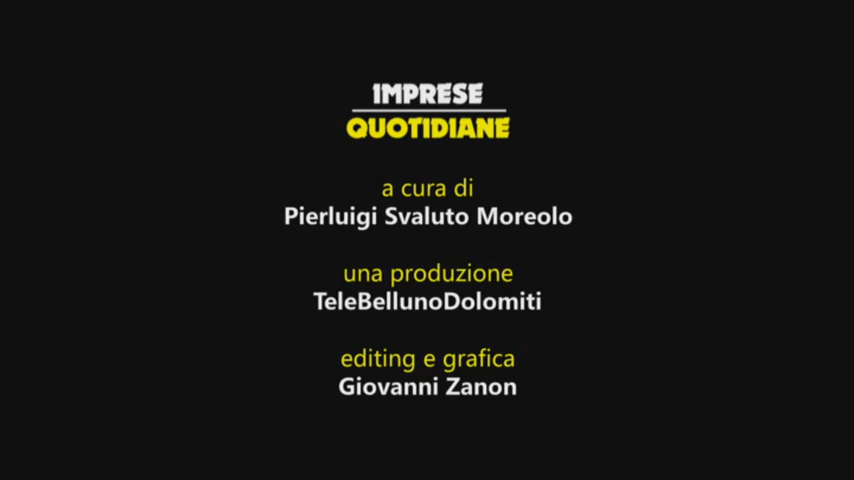 IMPRESE
QUOTIDIANE
a cura di
Pierluigi Svaluto Moreolo
una produzione
TeleBellunoDolomiti
editing e grafica
Giovanni Zanon